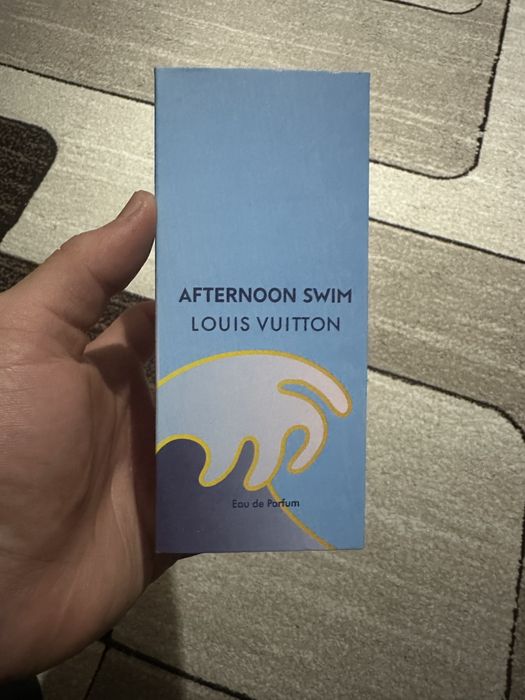 AFTERNOON SWIM
LOUIS VUITTON
Eau de Parfum